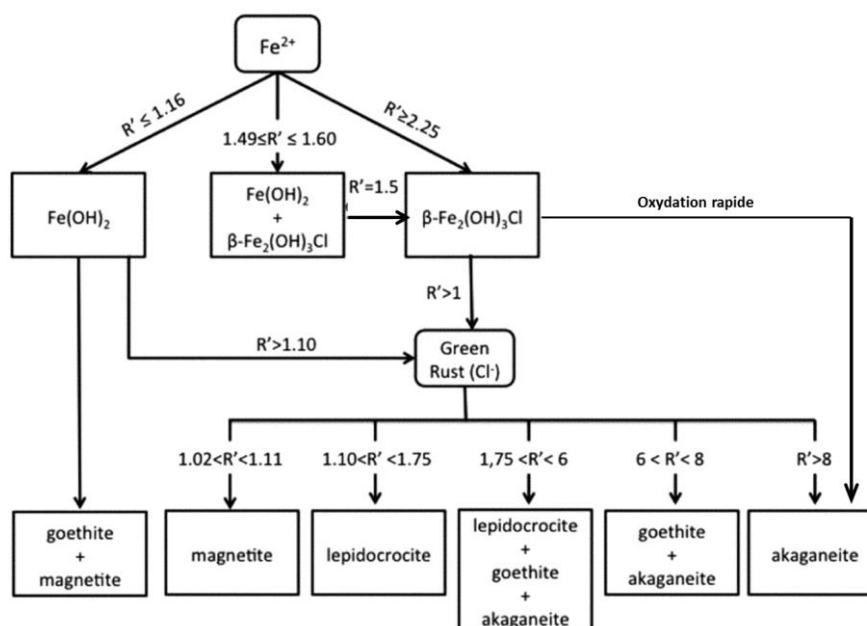 Fe²⁺
R' ≤ 1.16
1.49≤R' ≤ 1.60
R'≥2.25
Fe(OH)₂
Fe(OH)₂
+
β-Fe₂(OH)₃Cl
R'=1.5
β-Fe₂(OH)₃Cl
Oxydation rapide
R'>1
R'>1.10
Green
Rust (Cl⁻)
1.02<R'<1.11
1.10<R' <1.75
1,75 <R'< 6
6 < R'< 8
R'>8
goethite
+
magnetite
magnetite
lepidocrocite
lepidocrocite
+
goethite
+
akaganeite
goethite
+
akaganeite
akaganeite